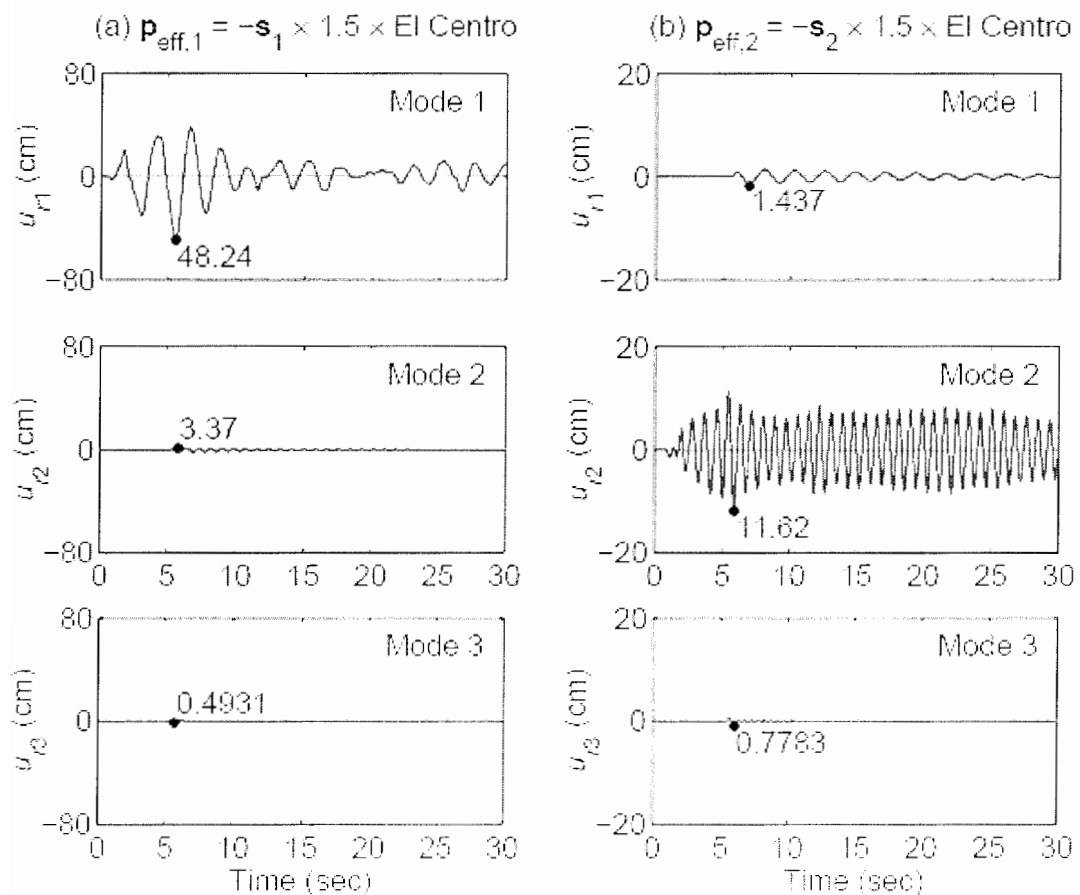 (a) p_eff,1 = −s_1 × 1.5 × El Centro
80
Mode 1
u_r1 (cm)
0
48.24
−80
80
Mode 2
3.37
u_r2 (cm)
0
−80
0 5 10 15 20 25 30
80
Mode 3
0.4931
u_r3 (cm)
0
−80
0 5 10 15 20 25 30
Time (sec)
(b) p_eff,2 = −s_2 × 1.5 × El Centro
20
Mode 1
u_r1 (cm)
0
1.437
−20
20
Mode 2
u_r2 (cm)
0
11.62
−20
0 5 10 15 20 25 30
20
Mode 3
u_r3 (cm)
0
0.7783
−20
0 5 10 15 20 25 30
Time (sec)